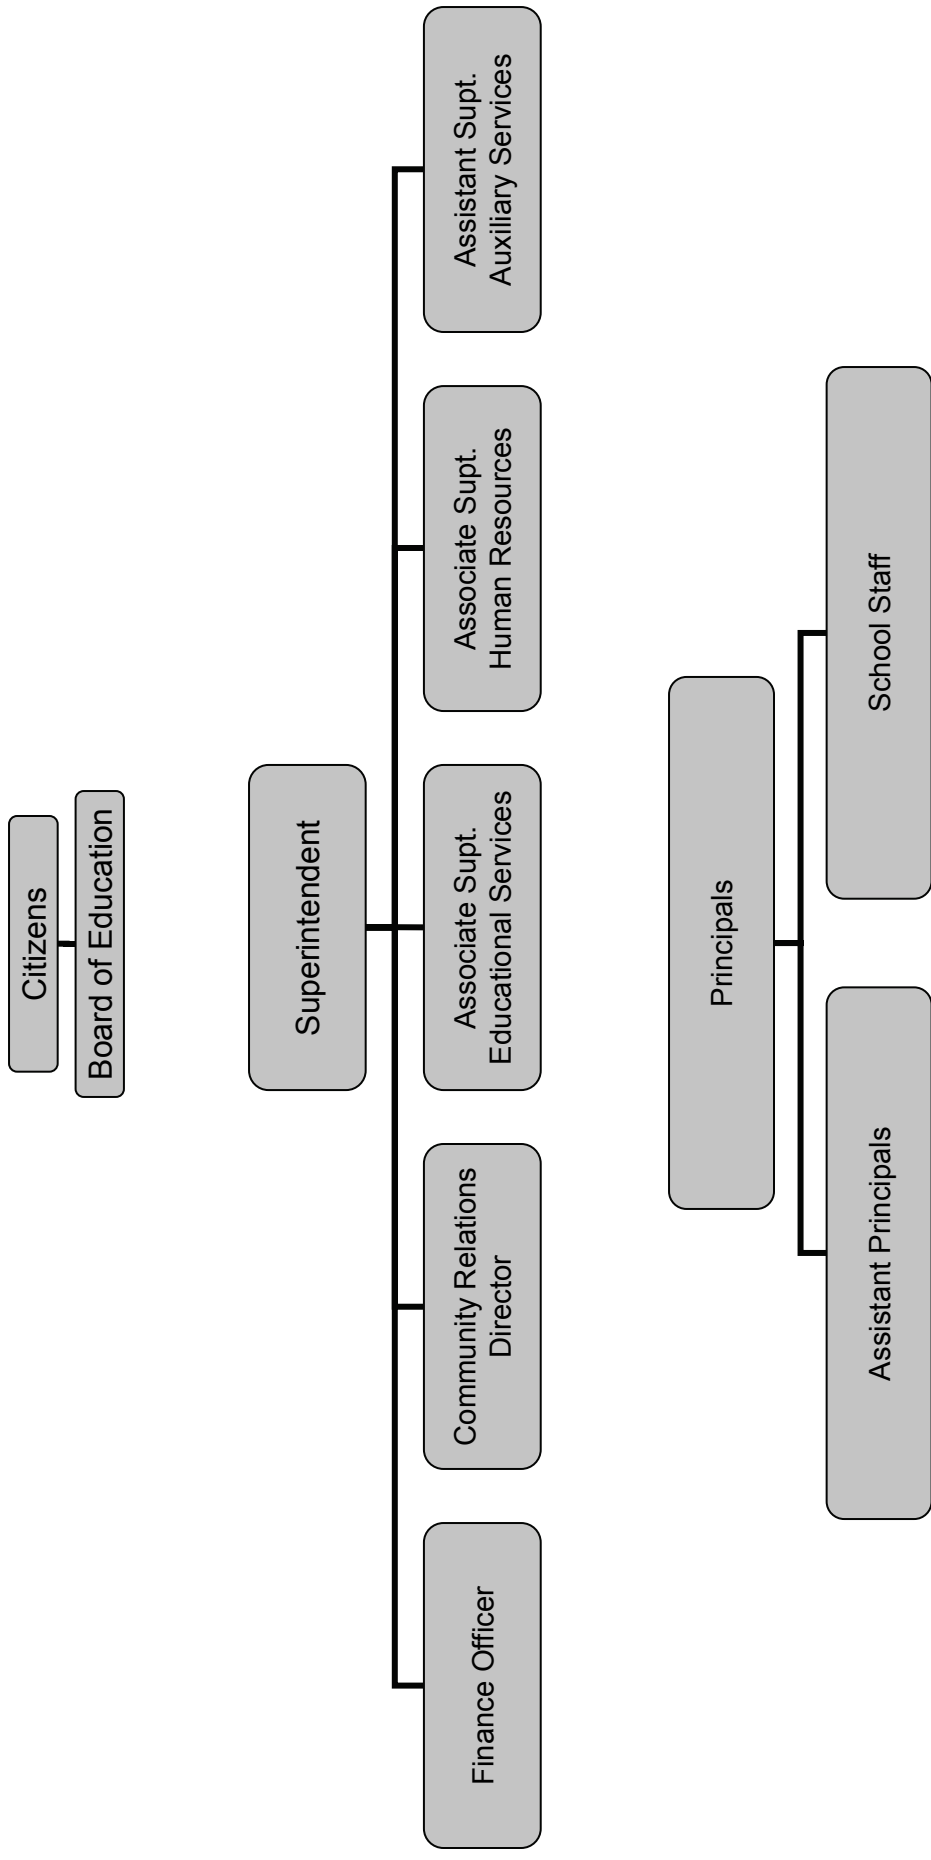 Citizens
Board of Education
Superintendent
Finance Officer
Community Relations
Director
Associate Supt.
Educational Services
Associate Supt.
Human Resources
Assistant Supt.
Auxiliary Services
Principals
Assistant Principals
School Staff